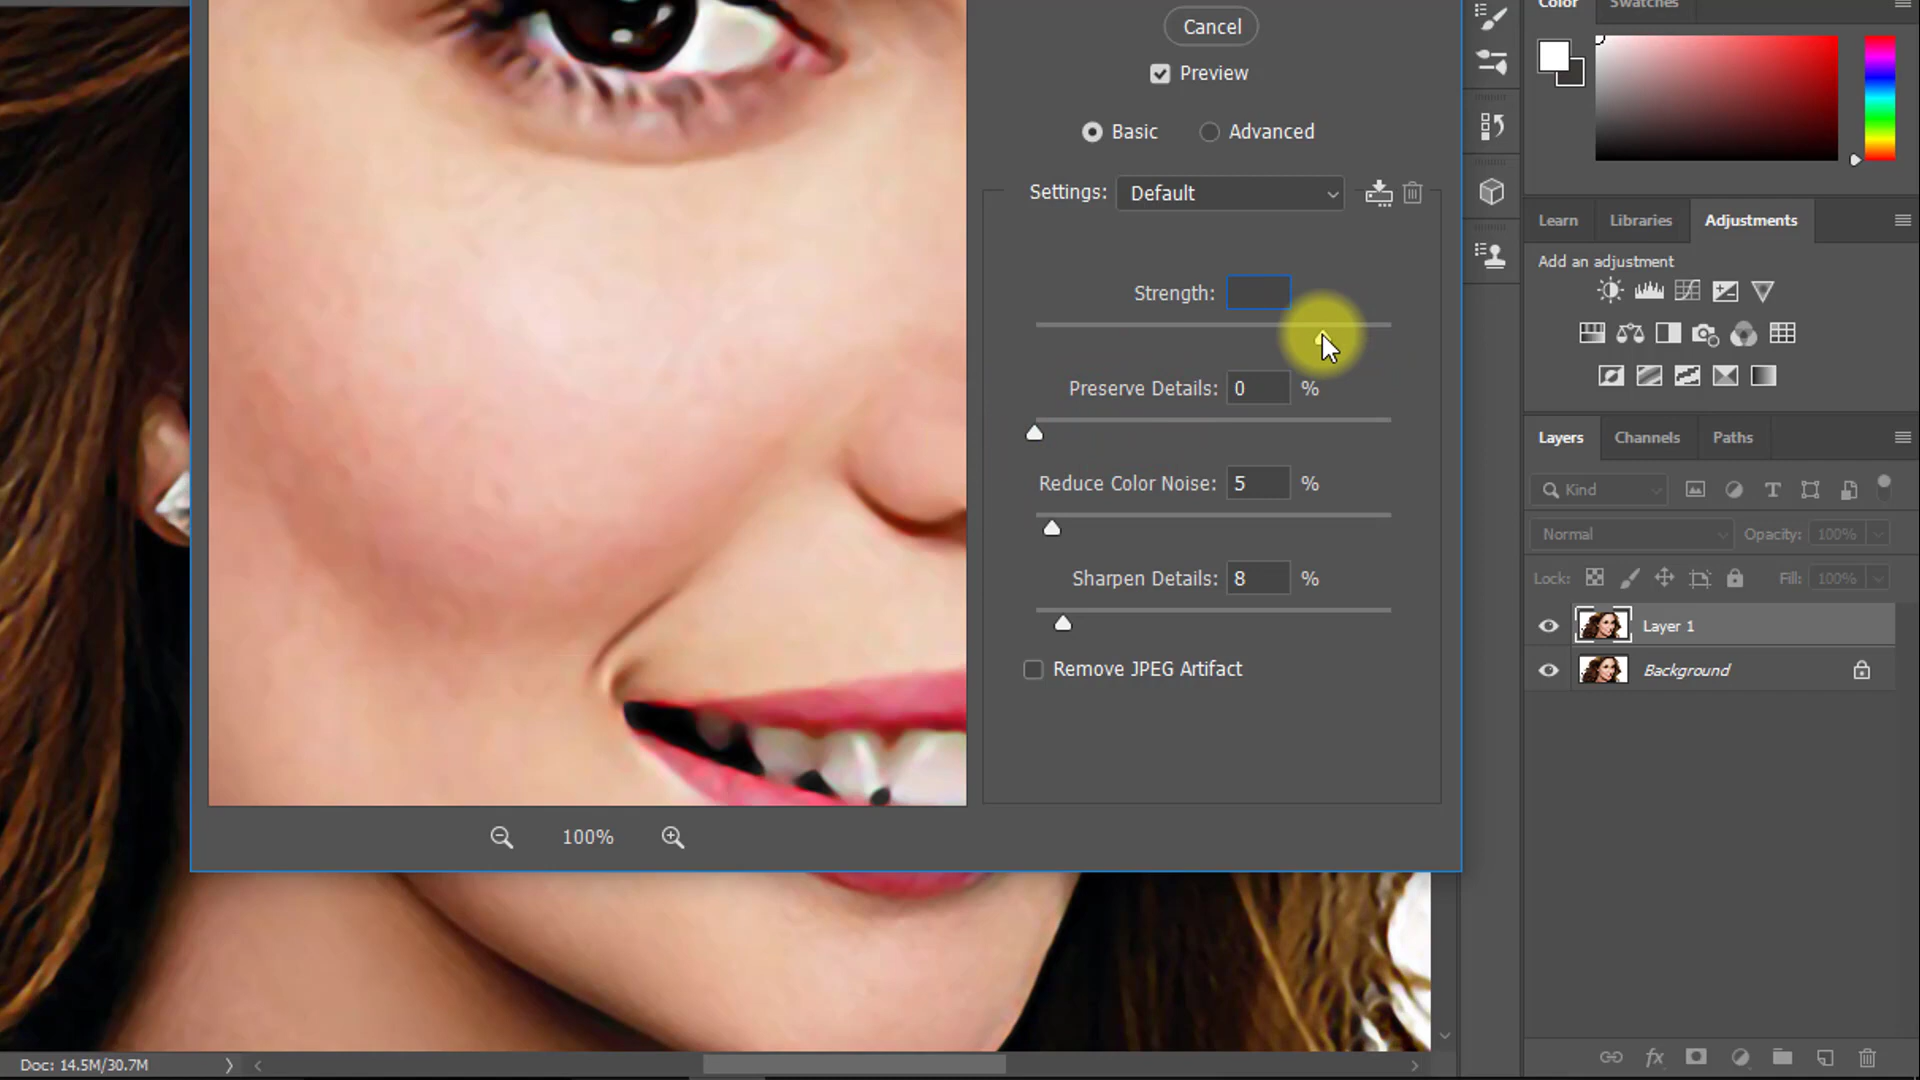 Color
Swatches
Cancel
Preview
Basic
Advanced
Settings:
Default
Learn
Libraries
Adjustments
Add an adjustment
Strength:
Preserve Details: 0 %
Reduce Color Noise: 5 %
Sharpen Details: 8 %
Remove JPEG Artifact
Layers
Channels
Paths
Kind
Normal
Opacity: 100%
Lock:
Fill: 100%
Layer 1
Background
100%
Doc: 14.5M/30.7M